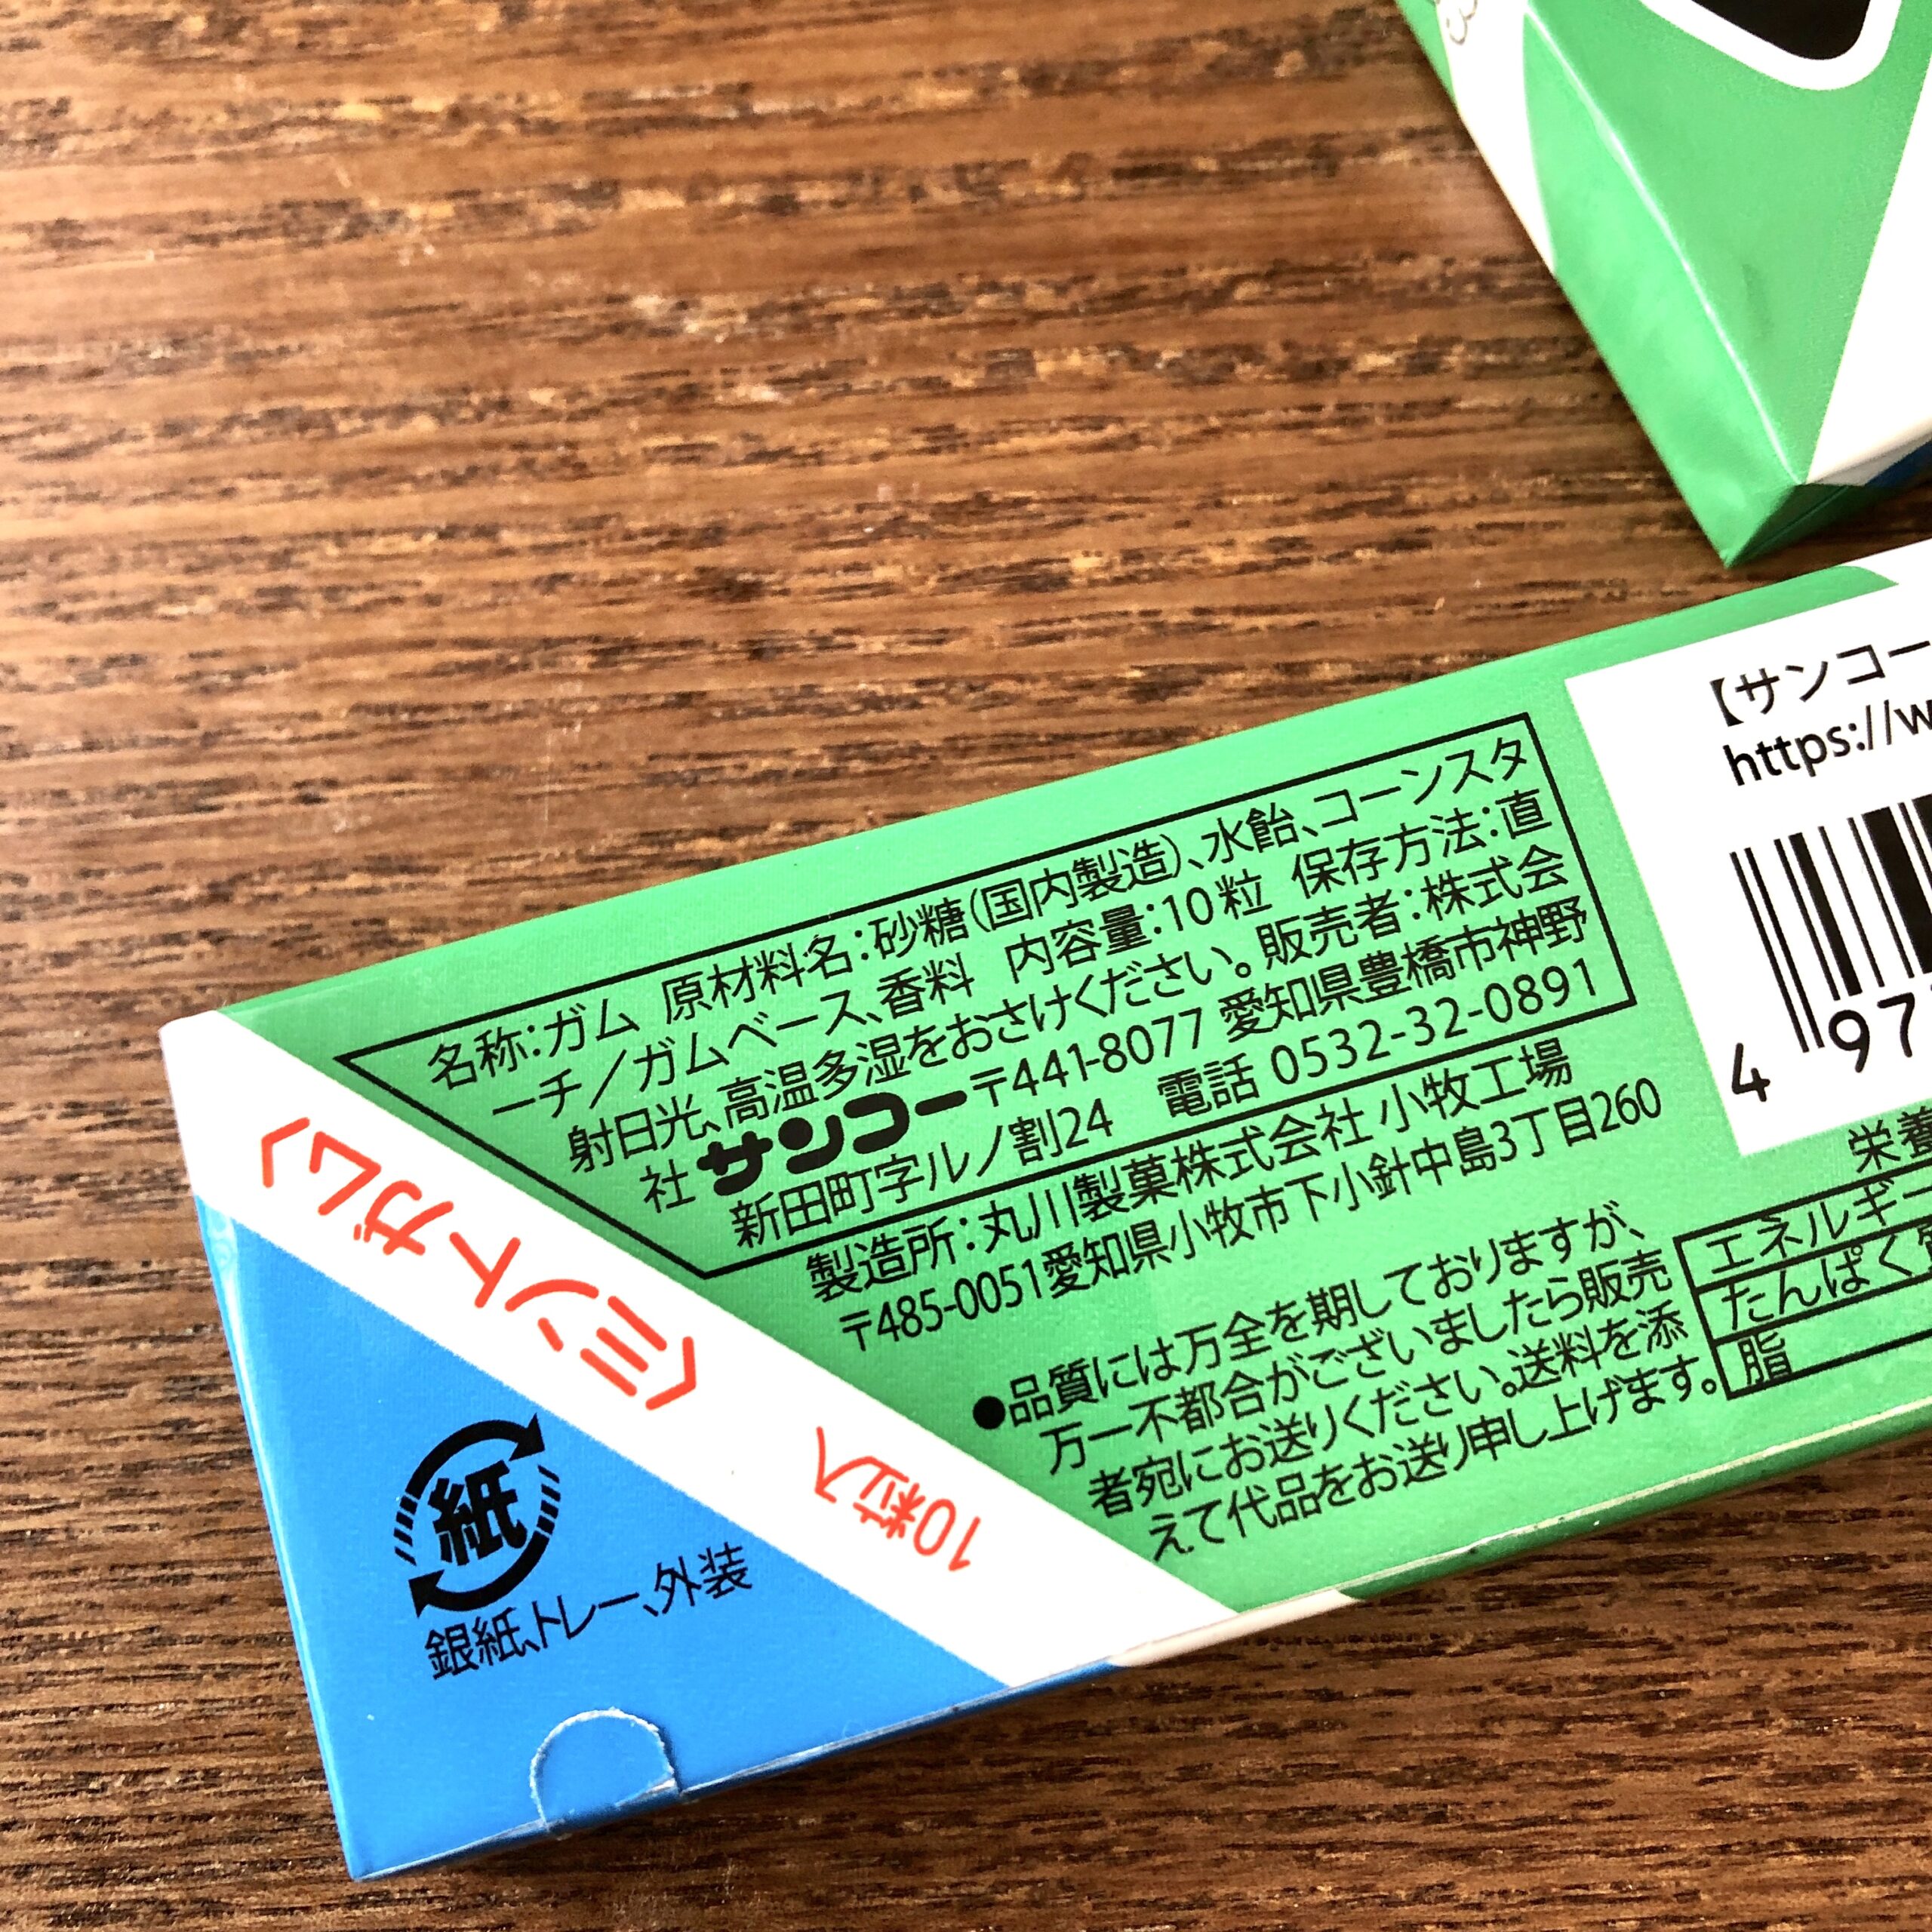 名称:ガム 原材料名:砂糖(国内製造)、水飴、コーンスタ
ーチ/ガムベース、香料 内容量:10粒 保存方法:直
射日光、高温多湿をおさけください。販売者:株式会
社 サンコー 〒441-8077 愛知県豊橋市神野
新田町字ルノ割24 電話 0532-32-0891
製造所:丸川製菓株式会社 小牧工場
〒485-0051愛知県小牧市下小針中島3丁目260
●品質には万全を期しておりますが、
万一不都合がございましたら販売
者宛にお送りください。送料を添
えて代品をお送り申し上げます。
【サンコー
https://w
4 97
栄養
エネルギー
たんぱく質
脂
〈ミントガム〉
10粒入
紙
銀紙、トレー、外装